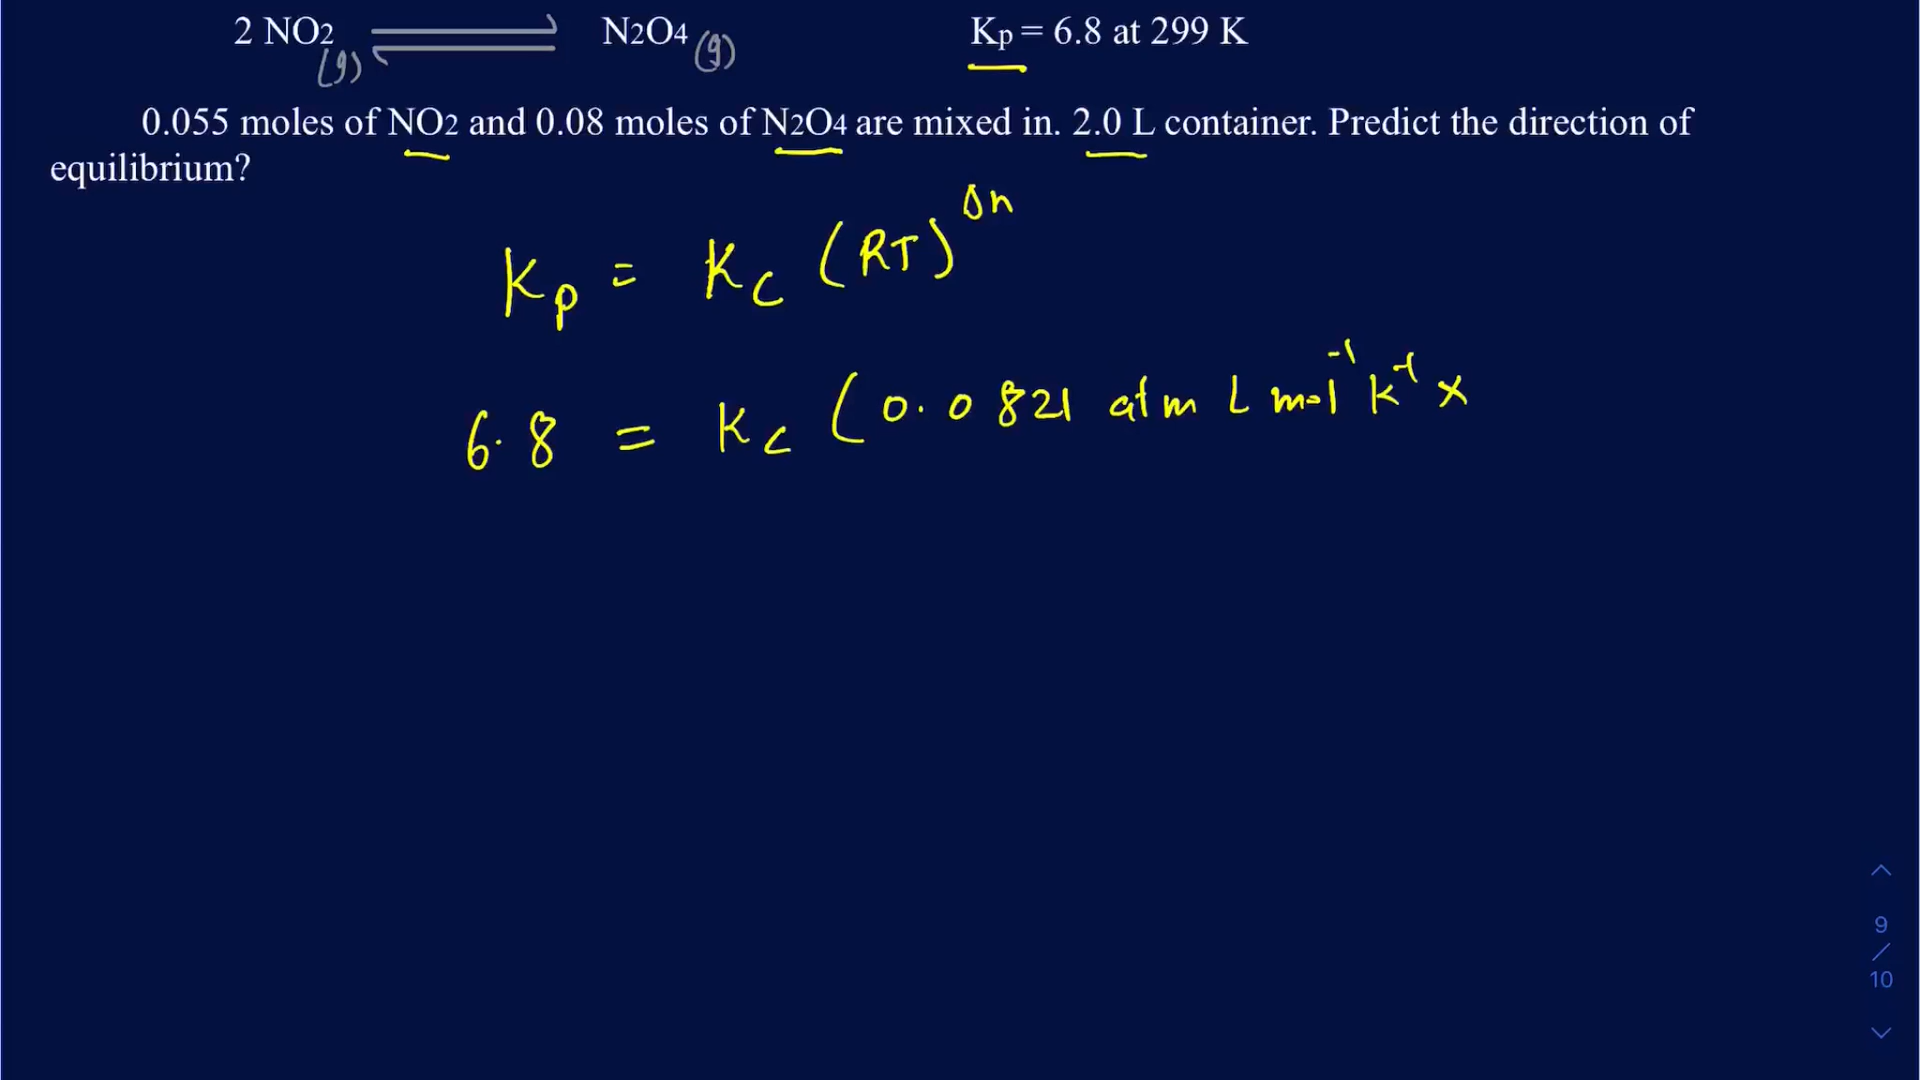 2 NO2 (g) ⇌ N2O4 (g) Kp = 6.8 at 299 K
0.055 moles of NO2 and 0.08 moles of N2O4 are mixed in. 2.0 L container. Predict the direction of
equilibrium?
Kp = Kc (RT)^Δn
6.8 = Kc (0.0821 atm L mol^-1 K^-1 x
9
/
10